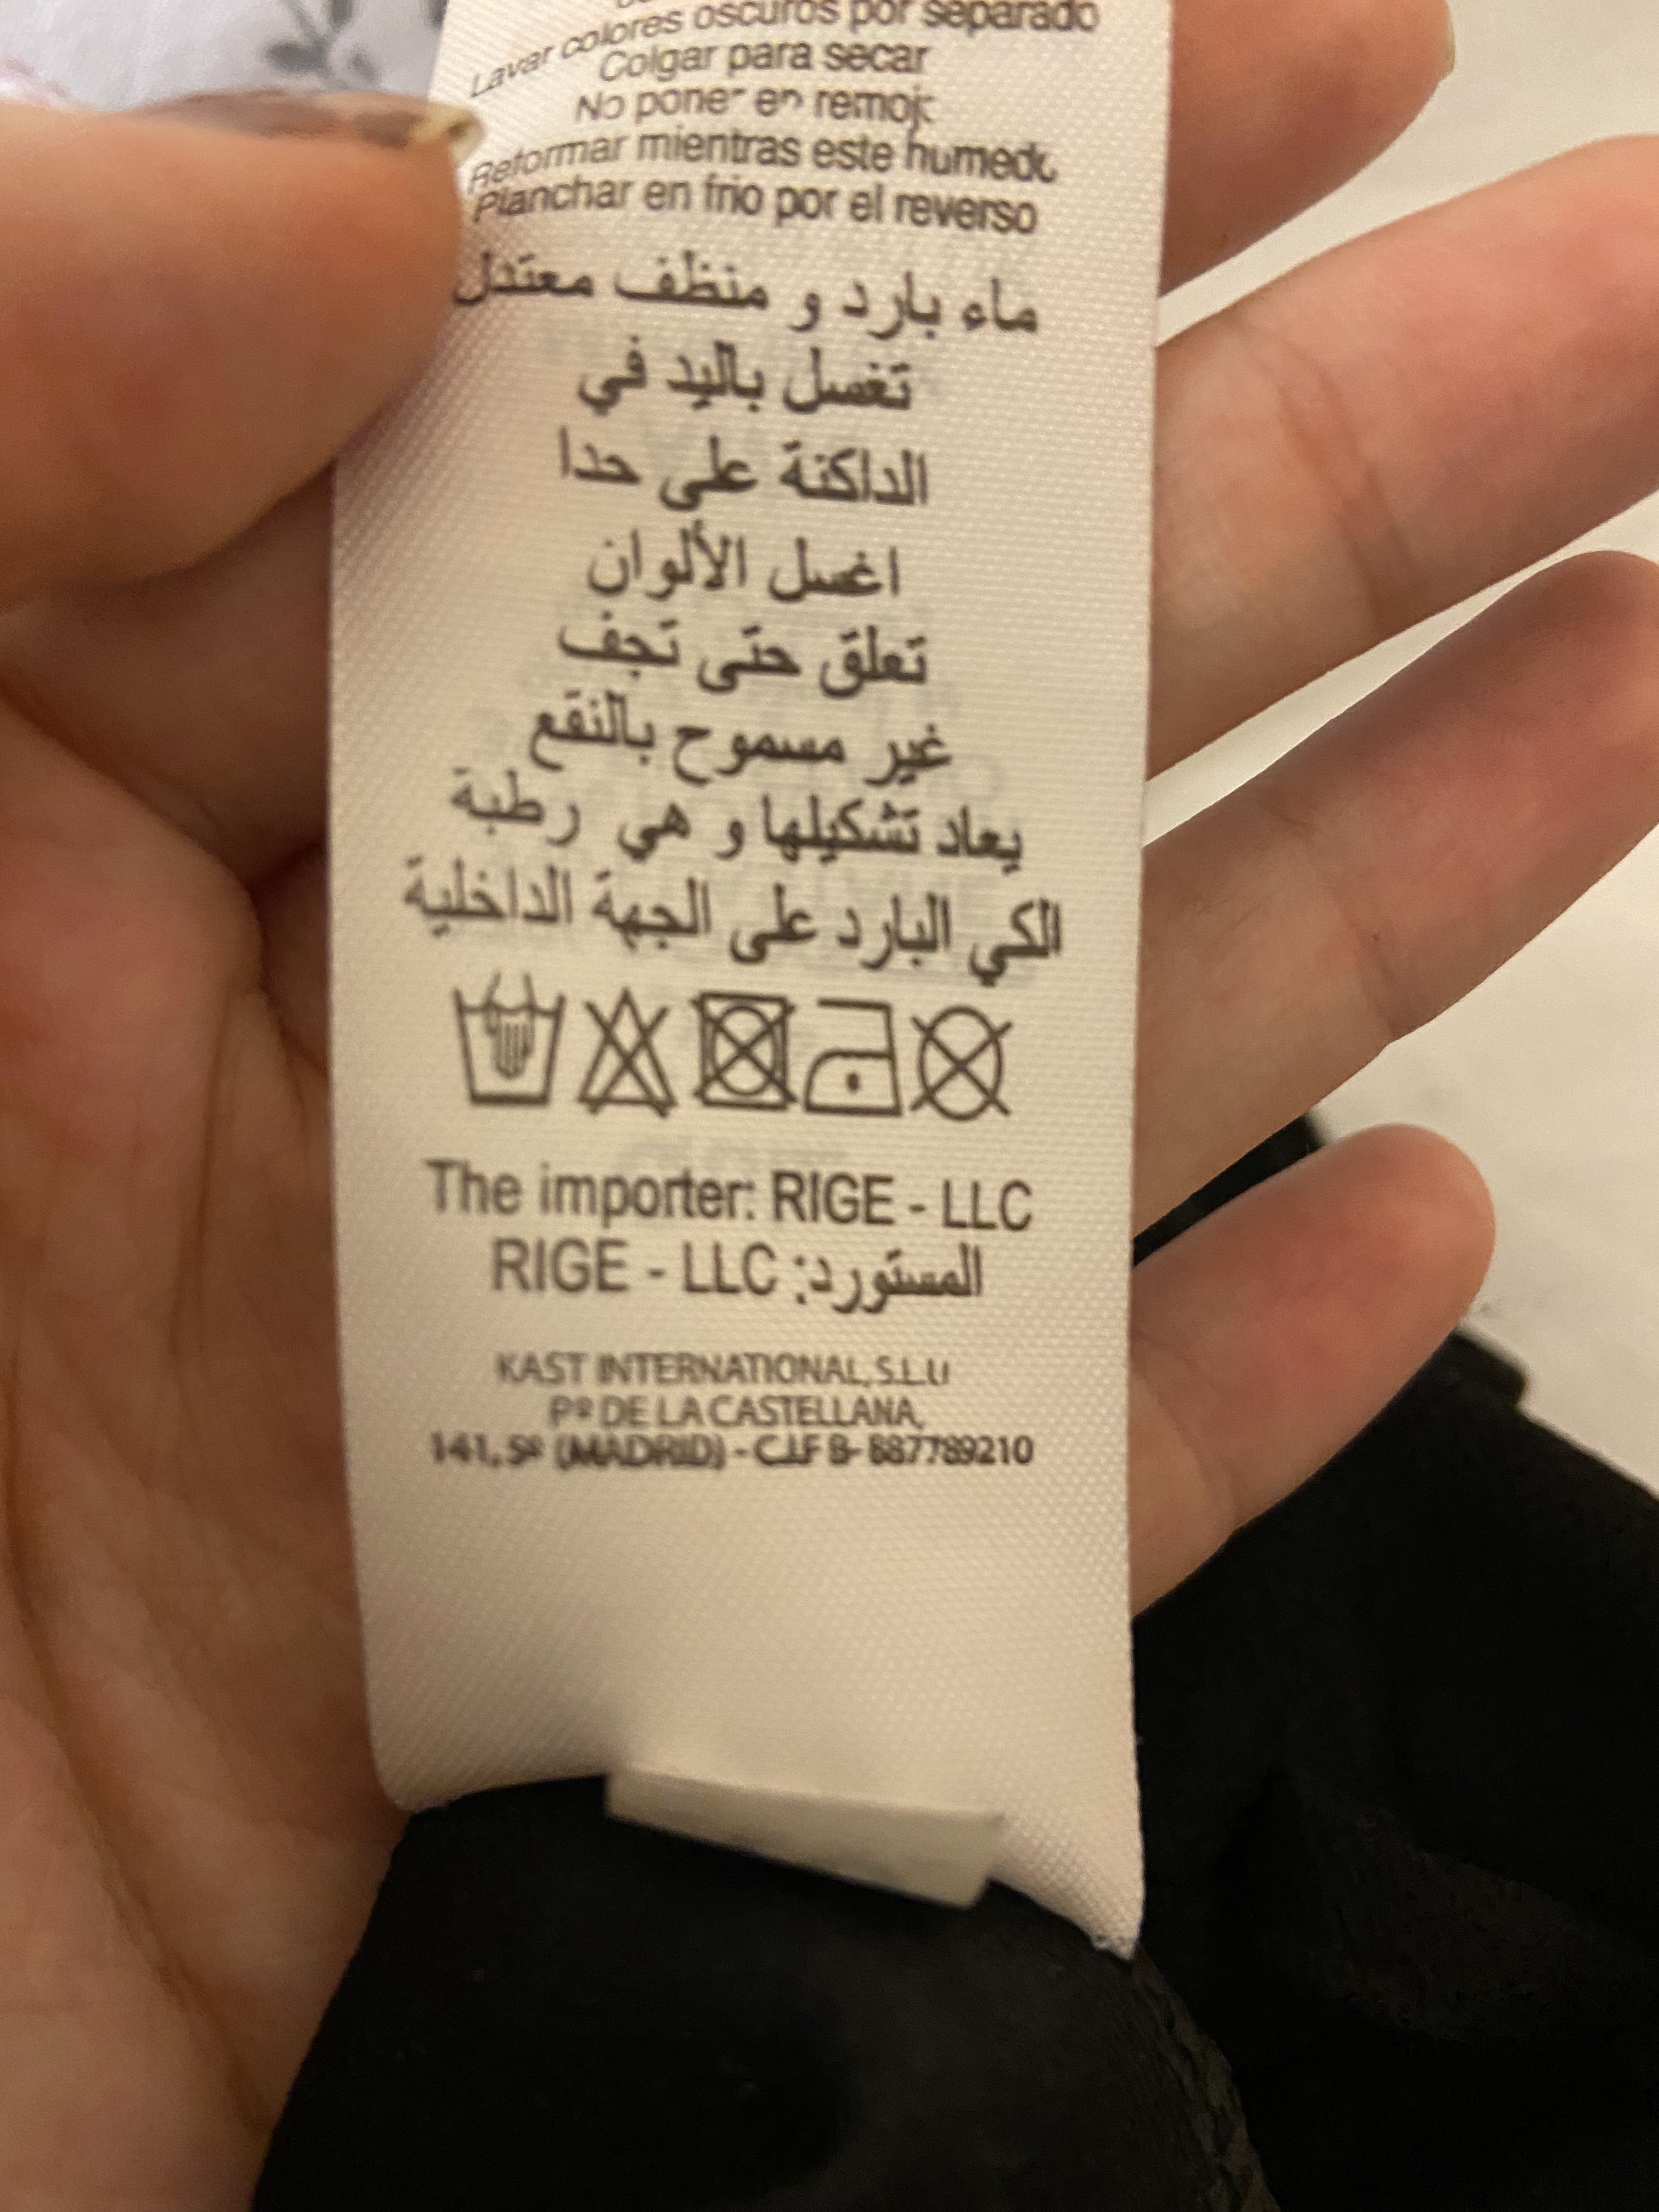 Lavar colores oscuros por separado
Colgar para secar
No poner en remojo
Reformar mientras este humedo
Planchar en frio por el reverso
ماء بارد و منظف معتدل
تغسل باليد في
الداكنة على حدا
اغسل الألوان
تعلق حتى تجف
غير مسموح بالنقع
يعاد تشكيلها و هي رطبة
الكي البارد على الجهة الداخلية
The importer: RIGE - LLC
المستورد: RIGE - LLC
KAST INTERNATIONAL,S.L.U
Pº DE LA CASTELLANA,
141,5º (MADRID) - C.I.F B- 887789210